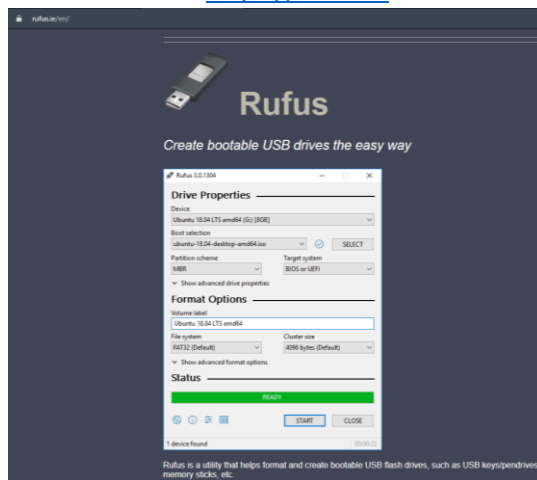 rufus.ie/en/
Rufus
Create bootable USB drives the easy way
Rufus 3.0.1304
Drive Properties
Device
Ubuntu 18.04 LTS amd64 (G:) [8GB]
Boot selection
ubuntu-18.04-desktop-amd64.iso
SELECT
Partition scheme
Target system
MBR
BIOS or UEFI
Show advanced drive properties
Format Options
Volume label
Ubuntu 18.04 LTS amd64
File system
Cluster size
FAT32 (Default)
4096 bytes (Default)
Show advanced format options
Status
READY
START
CLOSE
1 device found
00:00:22
Rufus is a utility that helps format and create bootable USB flash drives, such as USB keys/pendrives
memory sticks, etc.